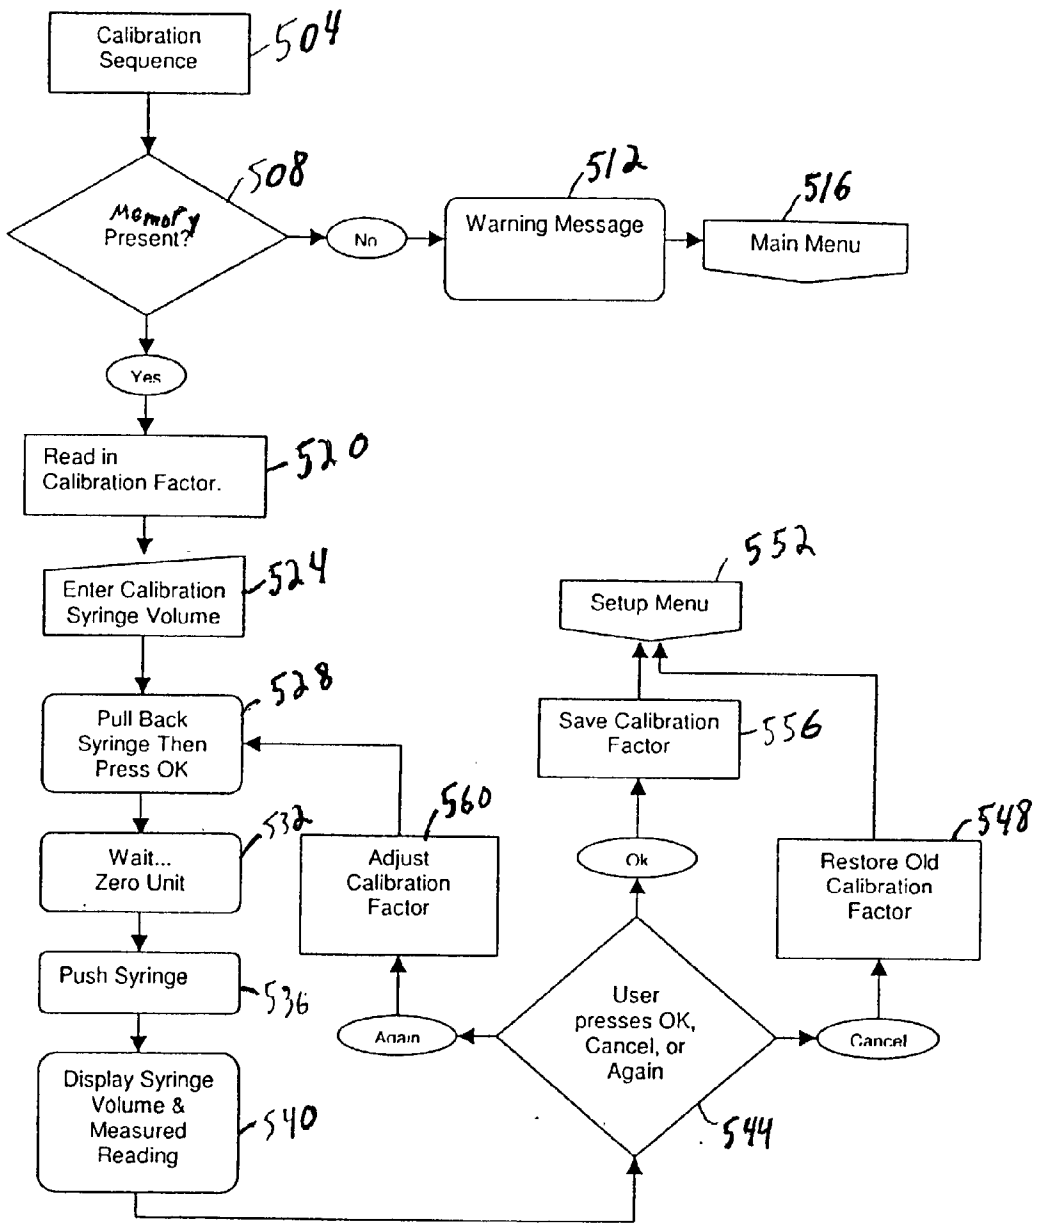 Calibration
Sequence
504
508
Memory
Present?
No
512
Warning Message
516
Main Menu
Yes
Read in
Calibration Factor.
520
Enter Calibration
Syringe Volume
524
Pull Back
Syringe Then
Press OK
528
Wait...
Zero Unit
532
Push Syringe
536
Display Syringe
Volume &
Measured
Reading
540
User
presses OK,
Cancel, or
Again
544
Again
Adjust
Calibration
Factor
560
Ok
Save Calibration
Factor
556
Setup Menu
552
Cancel
Restore Old
Calibration
Factor
548